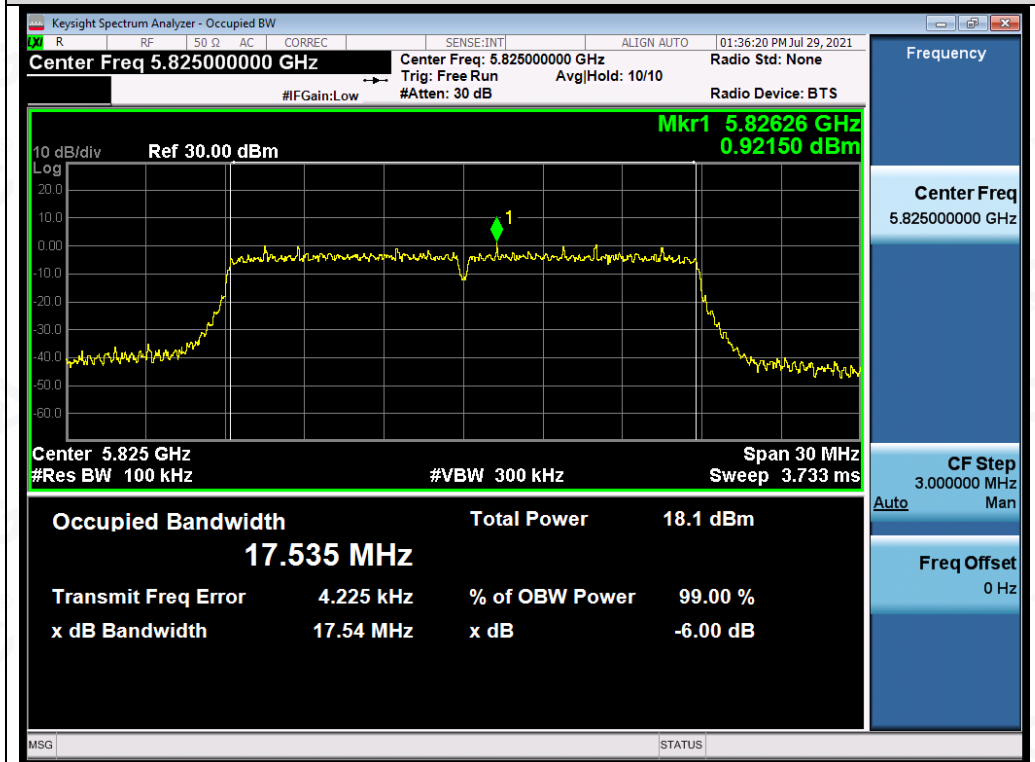 Keysight Spectrum Analyzer - Occupied BW
LXI R RF 50 Ω AC CORREC SENSE:INT ALIGN AUTO 01:36:20 PM Jul 29, 2021
Center Freq 5.825000000 GHz
Center Freq: 5.825000000 GHz Radio Std: None
Trig: Free Run Avg|Hold: 10/10
#IFGain:Low #Atten: 30 dB Radio Device: BTS
Mkr1 5.82626 GHz
0.92150 dBm
10 dB/div Ref 30.00 dBm
Log
20.0
10.0
1
0.00
-10.0
-20.0
-30.0
-40.0
-50.0
-60.0
Center 5.825 GHz Span 30 MHz
#Res BW 100 kHz #VBW 300 kHz Sweep 3.733 ms
Occupied Bandwidth Total Power 18.1 dBm
17.535 MHz
Transmit Freq Error 4.225 kHz % of OBW Power 99.00 %
x dB Bandwidth 17.54 MHz x dB -6.00 dB
Frequency
Center Freq
5.825000000 GHz
CF Step
3.000000 MHz
Auto Man
Freq Offset
0 Hz
MSG STATUS